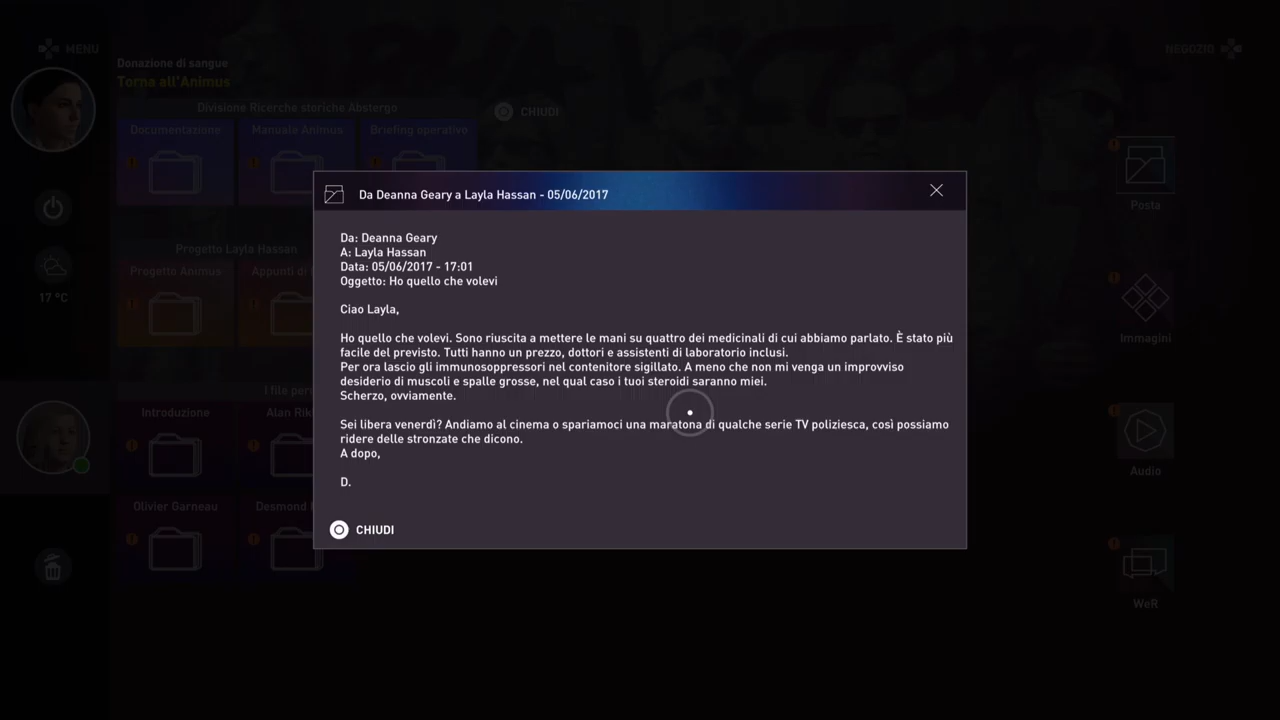 MENU
NEGOZIO
Donazione di sangue
Torna all'Animus
Divisione Ricerche storiche Abstergo
CHIUDI
Documentazione
Manuale Animus
Briefing operativo
Da Deanna Geary a Layla Hassan - 05/06/2017
Posta
Da: Deanna Geary
A: Layla Hassan
Data: 05/06/2017 - 17:01
Oggetto: Ho quello che volevi
Progetto Layla Hassan
Progetto Animus
Appunti di
17 °C
Ciao Layla,
Ho quello che volevi. Sono riuscita a mettere le mani su quattro dei medicinali di cui abbiamo parlato. È stato più
facile del previsto. Tutti hanno un prezzo, dottori e assistenti di laboratorio inclusi.
Per ora lascio gli immunosoppressori nel contenitore sigillato. A meno che non mi venga un improvviso
desiderio di muscoli e spalle grosse, nel qual caso i tuoi steroidi saranno miei.
Scherzo, ovviamente.
Immagini
I file per
Introduzione
Alan Rik
Sei libera venerdì? Andiamo al cinema o spariamoci una maratona di qualche serie TV poliziesca, così possiamo
ridere delle stronzate che dicono.
A dopo,
Audio
D.
Olivier Garneau
Desmond
CHIUDI
WeR